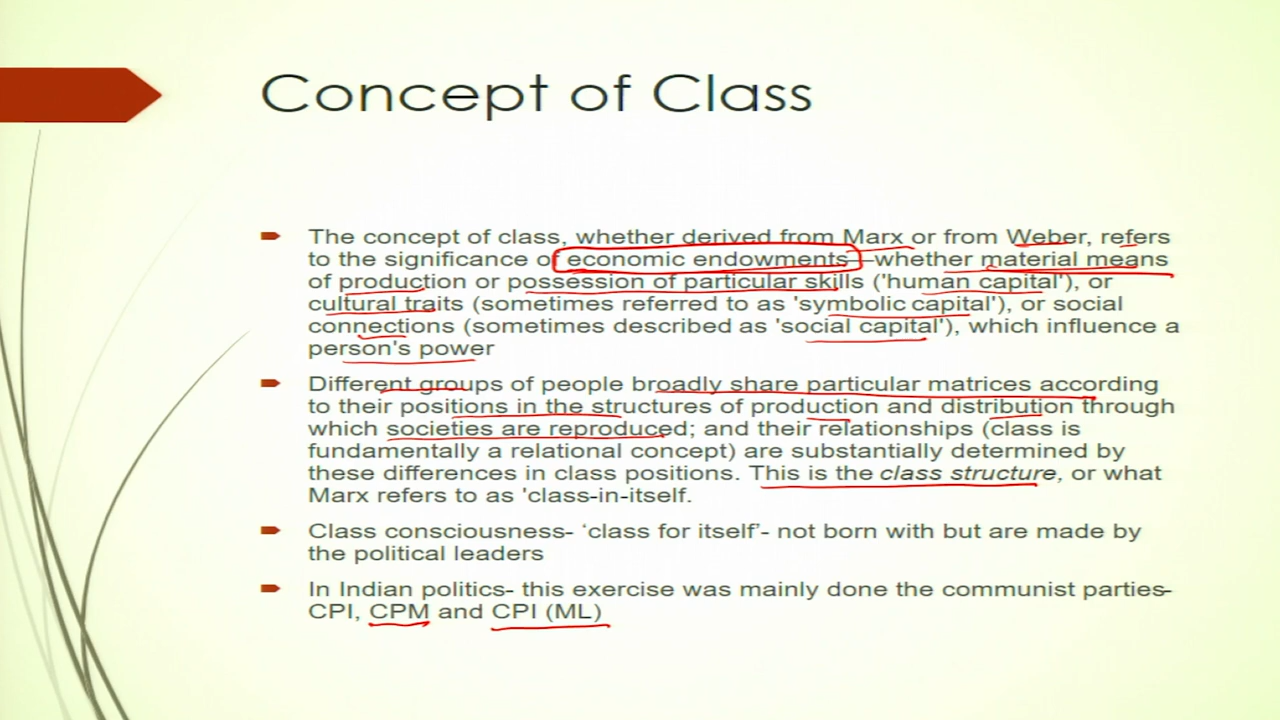 Concept of Class
The concept of class, whether derived from Marx or from Weber, refers
to the significance of economic endowments—whether material means
of production or possession of particular skills ('human capital'), or
cultural traits (sometimes referred to as 'symbolic capital'), or social
connections (sometimes described as 'social capital'), which influence a
person's power
Different groups of people broadly share particular matrices according
to their positions in the structures of production and distribution through
which societies are reproduced; and their relationships (class is
fundamentally a relational concept) are substantially determined by
these differences in class positions. This is the class structure, or what
Marx refers to as 'class-in-itself.
Class consciousness- ‘class for itself’- not born with but are made by
the political leaders
In Indian politics- this exercise was mainly done the communist parties-
CPI, CPM and CPI (ML)